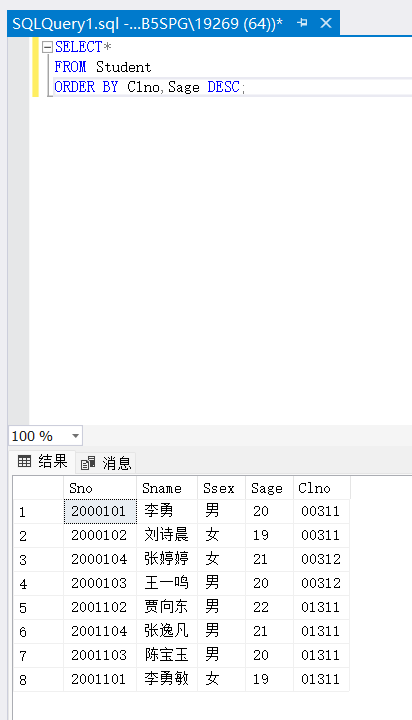 SQLQuery1.sql -...B5SPG\19269 (64))*
SELECT*
FROM Student
ORDER BY Clno,Sage DESC;
100 %
结果 消息
Sno Sname Ssex Sage Clno
1 2000101 李勇 男 20 00311
2 2000102 刘诗晨 女 19 00311
3 2000104 张婷婷 女 21 00312
4 2000103 王一鸣 男 20 00312
5 2001102 贾向东 男 22 01311
6 2001104 张逸凡 男 21 01311
7 2001103 陈宝玉 男 20 01311
8 2001101 李勇敏 女 19 01311